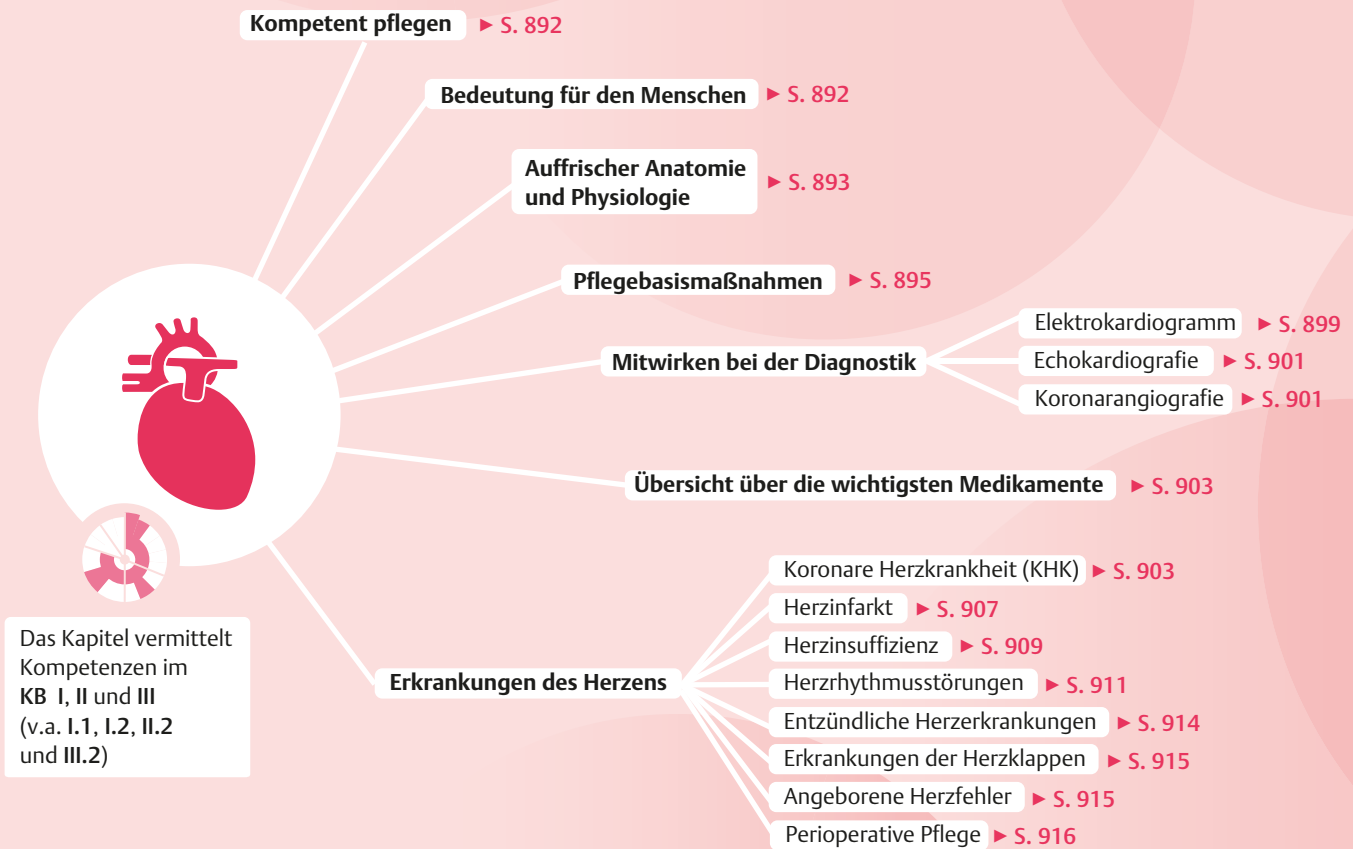 Kompetent pflegen ► S. 892
Bedeutung für den Menschen ► S. 892
Auffrischer Anatomie
und Physiologie ► S. 893
Pflegebasismaßnahmen ► S. 895
Mitwirken bei der Diagnostik
Elektrokardiogramm ► S. 899
Echokardiografie ► S. 901
Koronarangiografie ► S. 901
Übersicht über die wichtigsten Medikamente ► S. 903
Erkrankungen des Herzens
Koronare Herzkrankheit (KHK) ► S. 903
Herzinfarkt ► S. 907
Herzinsuffizienz ► S. 909
Herzrhythmusstörungen ► S. 911
Entzündliche Herzerkrankungen ► S. 914
Erkrankungen der Herzklappen ► S. 915
Angeborene Herzfehler ► S. 915
Perioperative Pflege ► S. 916
Das Kapitel vermittelt
Kompetenzen im
KB I, II und III
(v.a. I.1, I.2, II.2
und III.2)